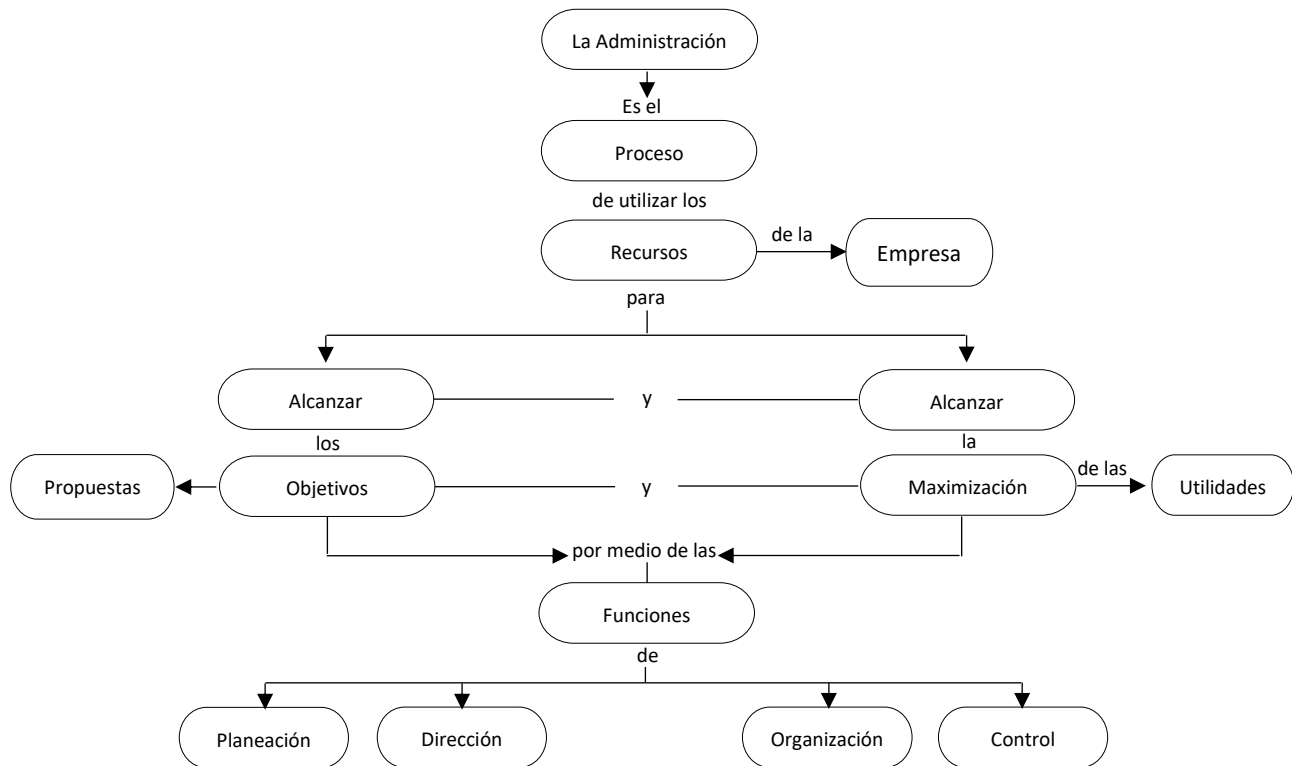 La Administración
Es el
Proceso
de utilizar los
Recursos
de la
Empresa
para
Alcanzar
y
Alcanzar
los
la
Propuestas
Objetivos
y
Maximización
de las
Utilidades
por medio de las
Funciones
de
Planeación
Dirección
Organización
Control